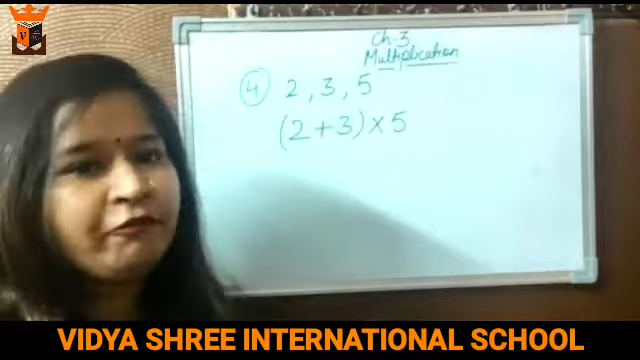 Ch-3
Multiplication
4 2, 3, 5
(2+3)×5
VIDYA SHREE INTERNATIONAL SCHOOL